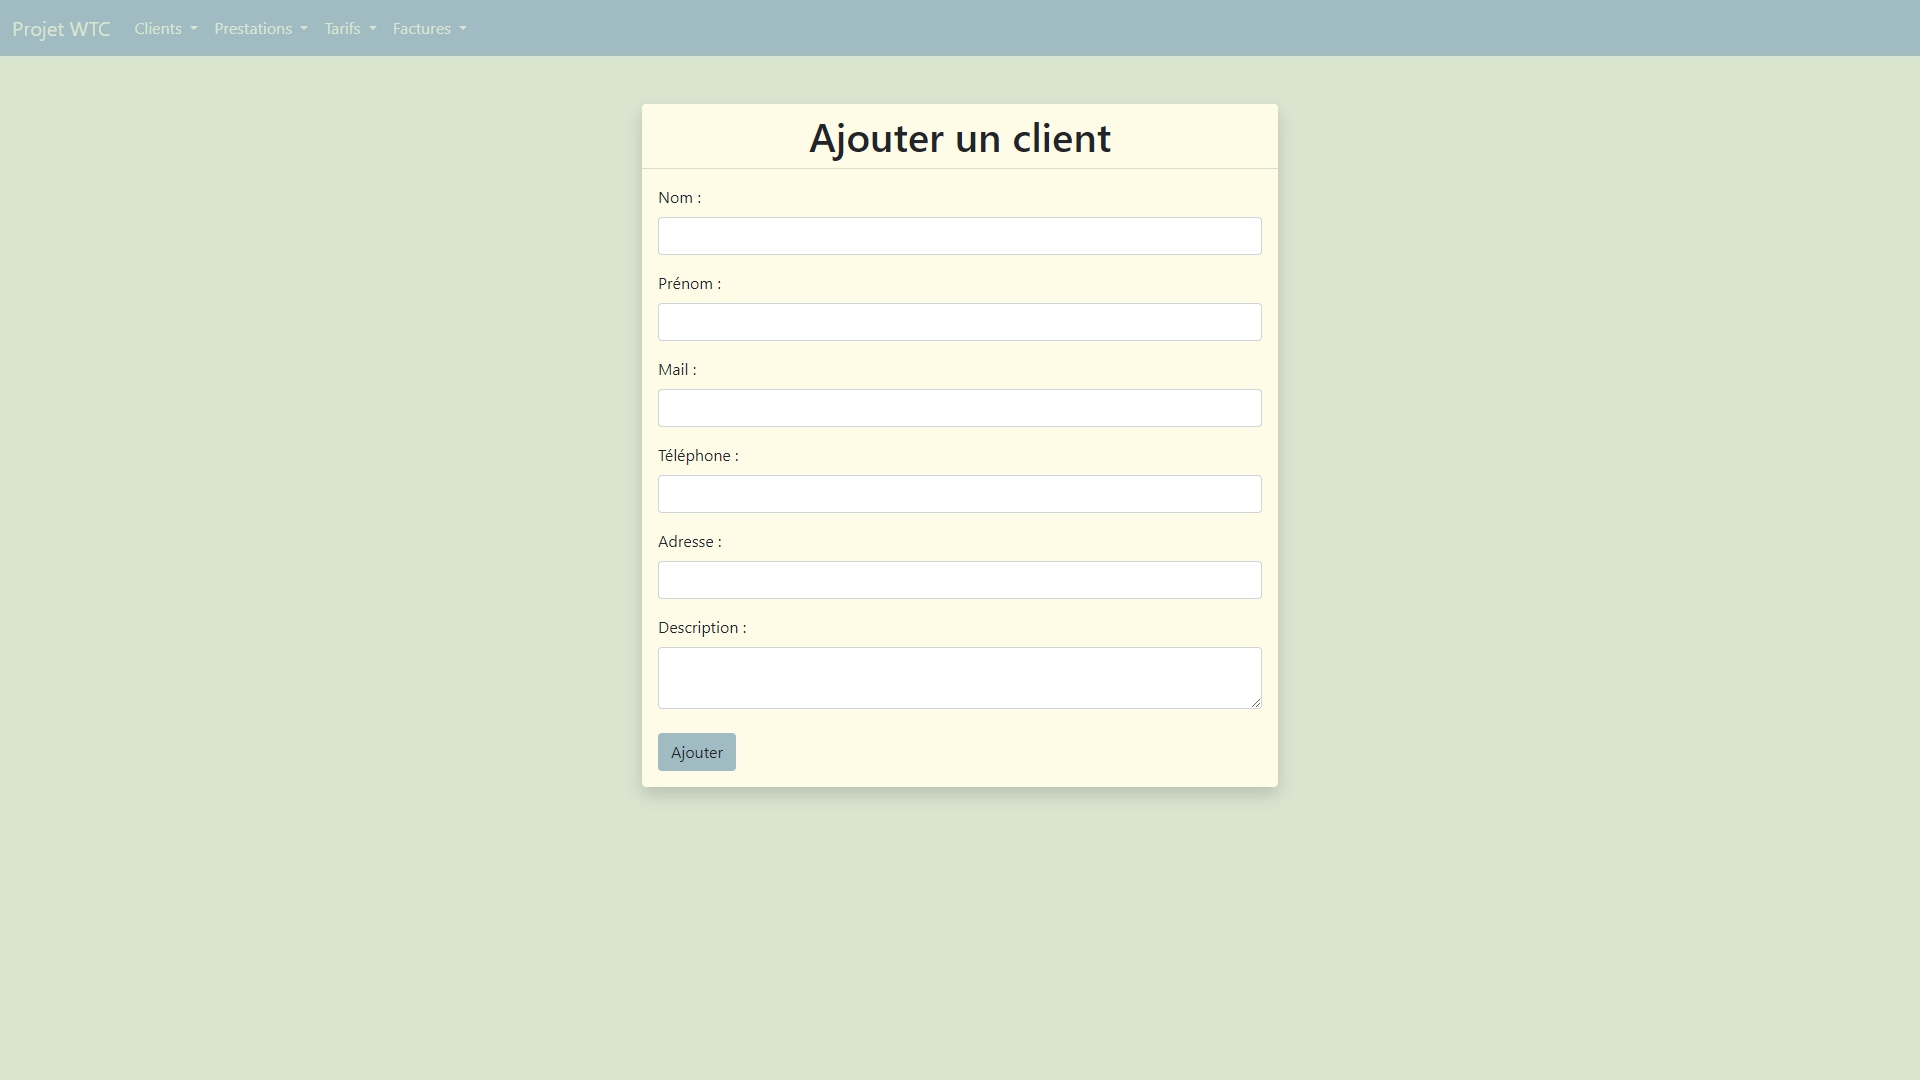 Projet WTC Clients Prestations Tarifs Factures
Ajouter un client
Nom :
Prénom :
Mail :
Téléphone :
Adresse :
Description :
Ajouter